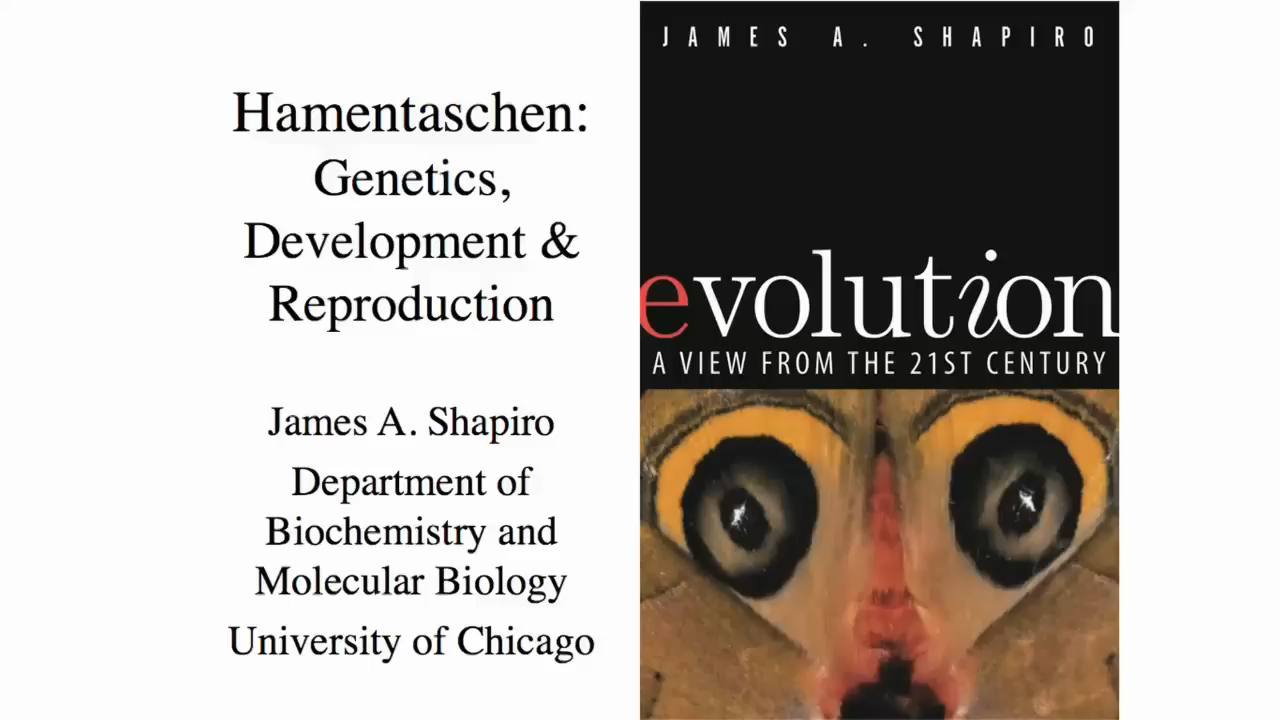 Hamentaschen:
Genetics,
Development &
Reproduction
James A. Shapiro
Department of
Biochemistry and
Molecular Biology
University of Chicago
JAMES A. SHAPIRO
evolution
A VIEW FROM THE 21ST CENTURY